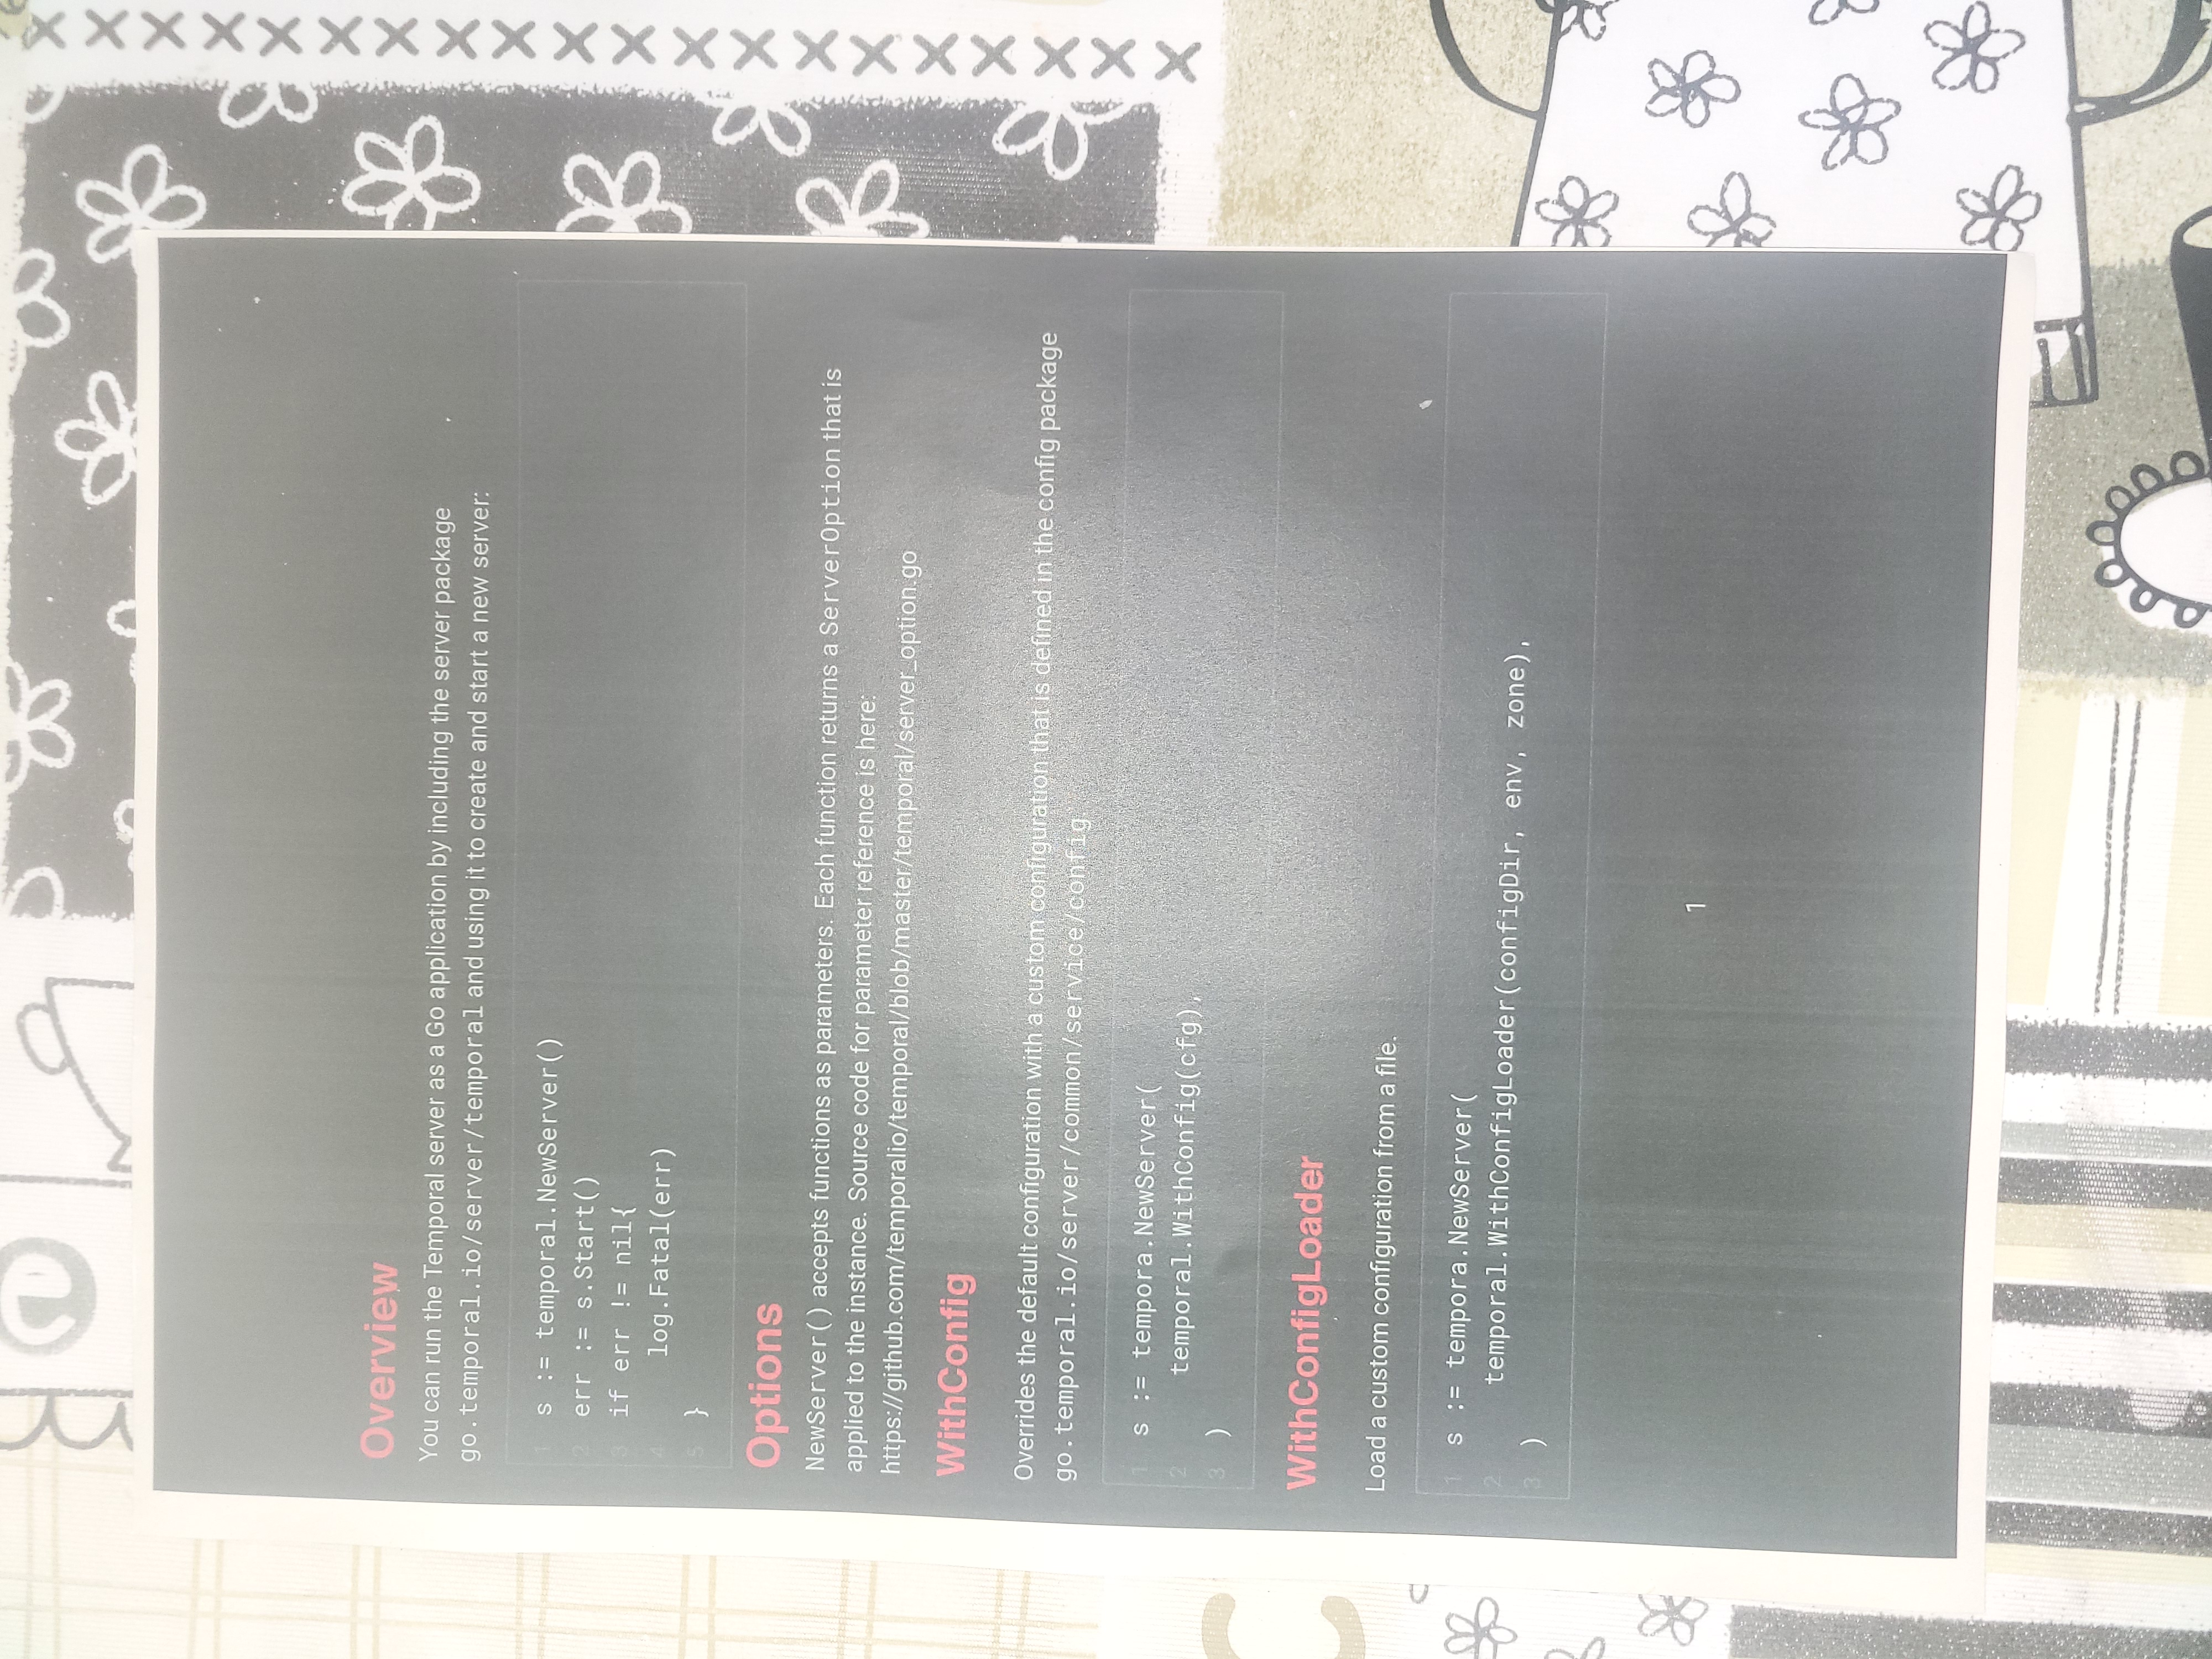 Overview
You can run the Temporal server as a Go application by including the server package
go.temporal.io/server/temporal and using it to create and start a new server:
1 s := temporal.NewServer()
2 err := s.Start()
3 if err != nil{
4 log.Fatal(err)
5 }
Options
NewServer() accepts functions as parameters. Each function returns a ServerOption that is
applied to the instance. Source code for parameter reference is here:
https://github.com/temporalio/temporal/blob/master/temporal/server_option.go
WithConfig
Overrides the default configuration with a custom configuration that is defined in the config package
go.temporal.io/server/common/service/config
1 s := tempora.NewServer(
2 temporal.WithConfig(cfg),
3 )
WithConfigLoader
Load a custom configuration from a file.
1 s := tempora.NewServer(
2 temporal.WithConfigLoader(configDir, env, zone),
3 )
1